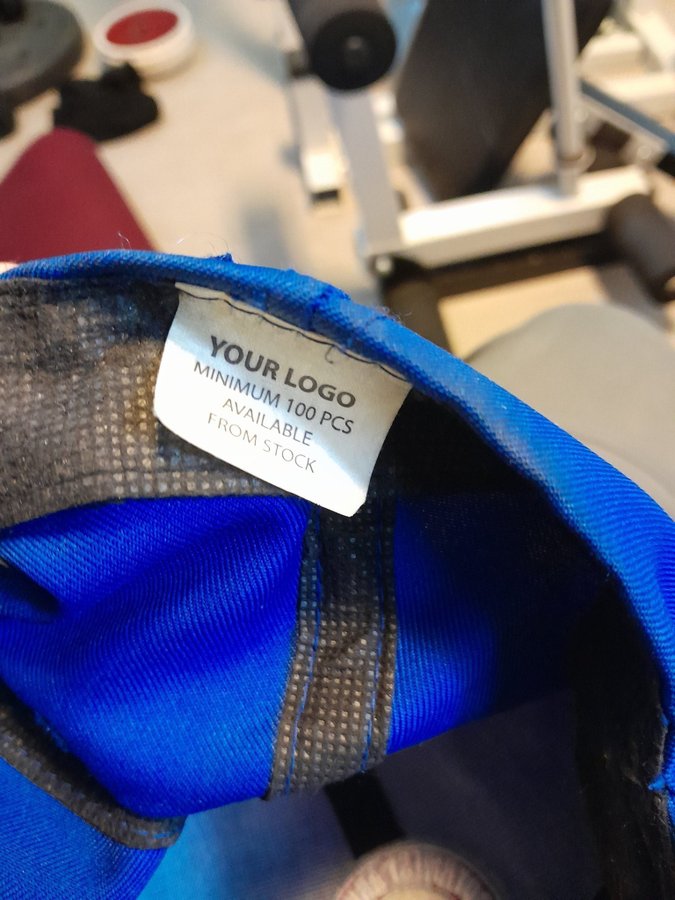 YOUR LOGO
MINIMUM 100 PCS
AVAILABLE
FROM STOCK